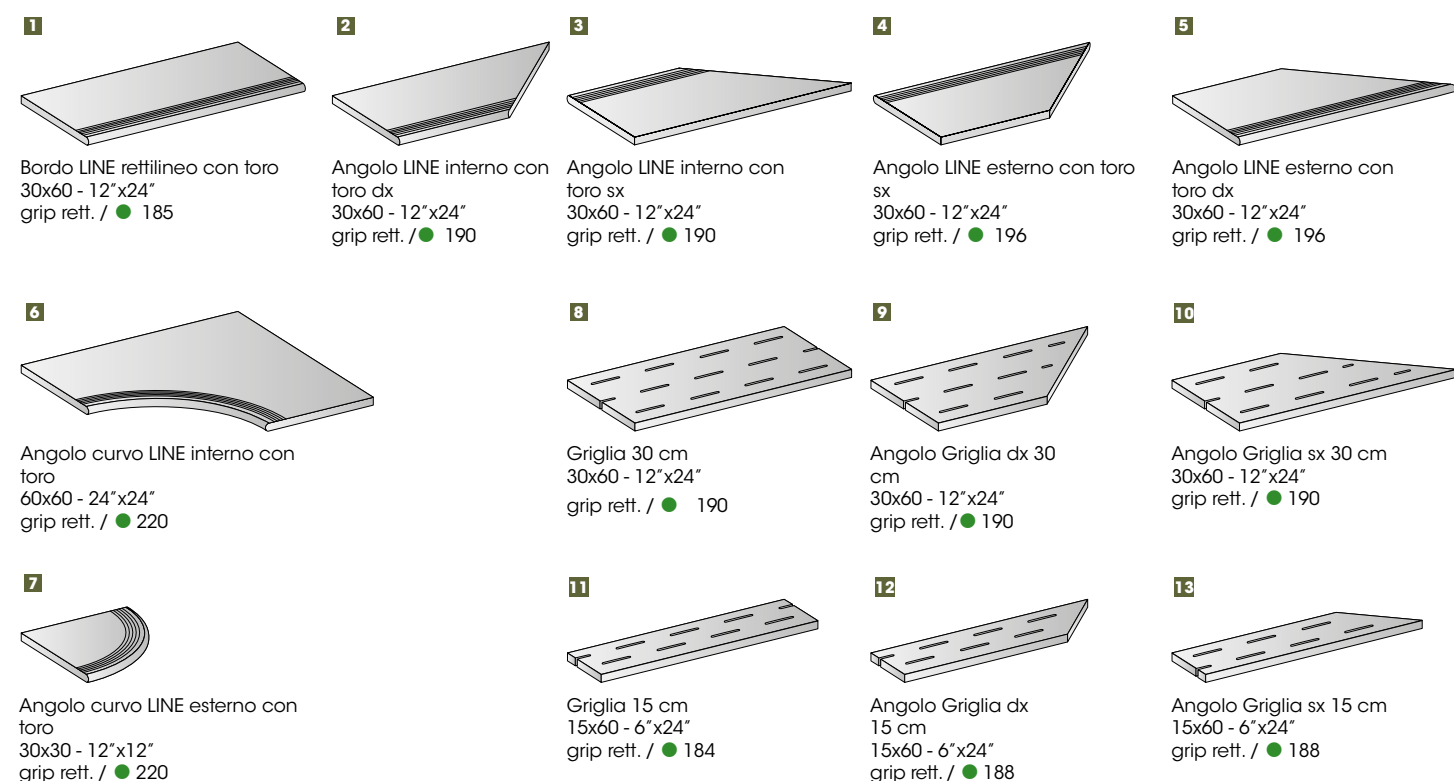 1
Bordo LINE rettilineo con toro
30x60 - 12"x24"
grip rett. / ● 185
2
Angolo LINE interno con
toro dx
30x60 - 12"x24"
grip rett. /● 190
3
Angolo LINE interno con
toro sx
30x60 - 12"x24"
grip rett. / ● 190
4
Angolo LINE esterno con toro
sx
30x60 - 12"x24"
grip rett. / ● 196
5
Angolo LINE esterno con
toro dx
30x60 - 12"x24"
grip rett. / ● 196
6
Angolo curvo LINE interno con
toro
60x60 - 24"x24"
grip rett. / ● 220
8
Griglia 30 cm
30x60 - 12"x24"
grip rett. / ● 190
9
Angolo Griglia dx 30
cm
30x60 - 12"x24"
grip rett. /● 190
10
Angolo Griglia sx 30 cm
30x60 - 12"x24"
grip rett. / ● 190
7
Angolo curvo LINE esterno con
toro
30x30 - 12"x12"
grip rett. / ● 220
11
Griglia 15 cm
15x60 - 6"x24"
grip rett. / ● 184
12
Angolo Griglia dx
15 cm
15x60 - 6"x24"
grip rett. / ● 188
13
Angolo Griglia sx 15 cm
15x60 - 6"x24"
grip rett. / ● 188